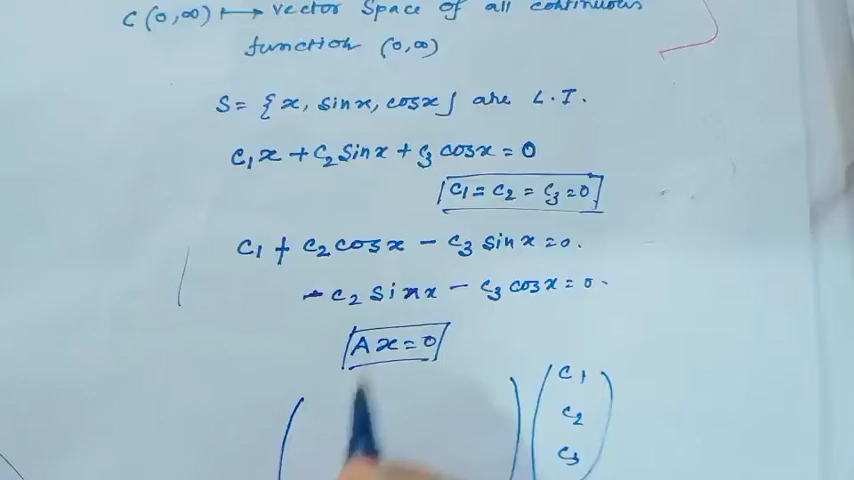 C(0,∞) ↦ vector Space of all continuous
function (0,∞)
S = {x, sinx, cosx} are L.I.
C₁x + C₂ sinx + C₃ cosx = 0
C₁ = C₂ = C₃ = 0
C₁ + C₂ cosx - C₃ sinx = 0.
- C₂ sinx - C₃ cosx = 0.
Ax = 0
C₁
C₂
C₃